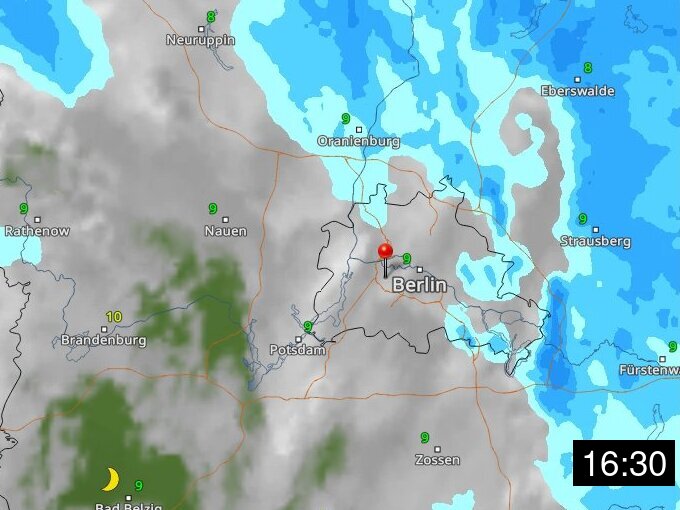 8
Neuruppin
8
Eberswalde
9
Oranienburg
9
Rathenow
9
Nauen
9
Strausberg
9
Berlin
10
Brandenburg
9
Potsdam
9
Fürstenwa
9
Zossen
16:30
9
Bad Belzig